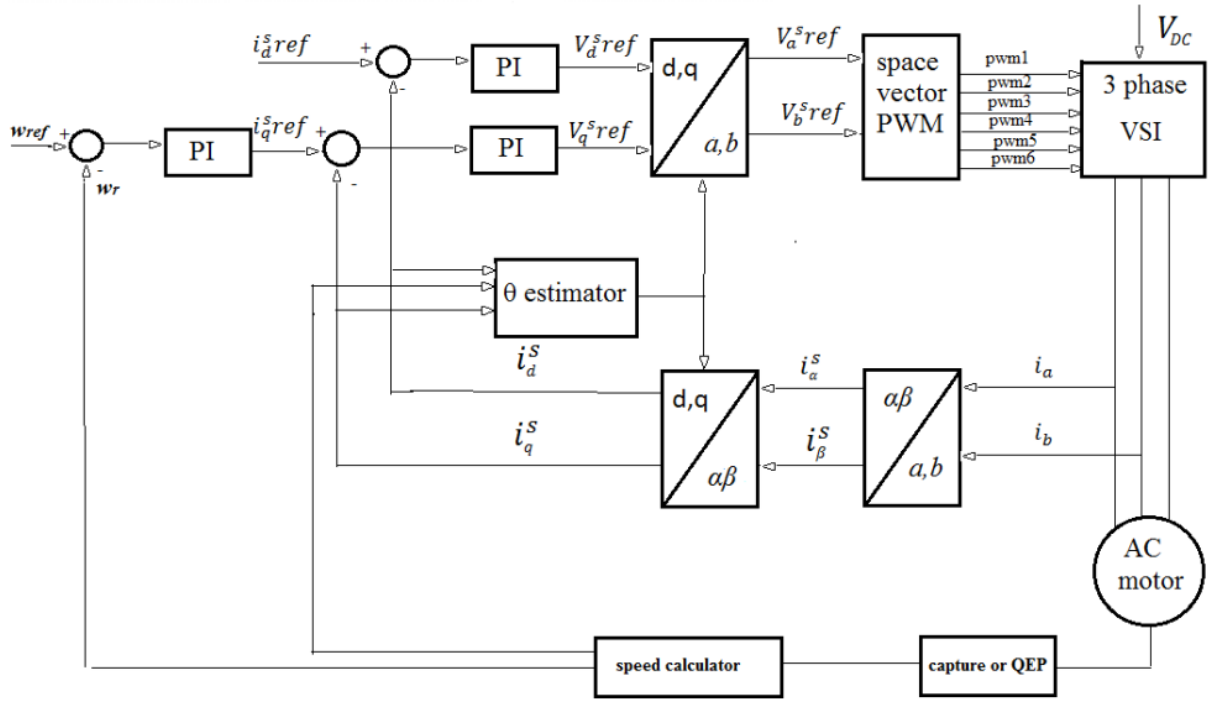 i_d^s ref
+
-
PI
V_d^s ref
d,q
a,b
V_a^s ref
V_b^s ref
space
vector
PWM
pwm1
pwm2
pwm3
pwm4
pwm5
pwm6
V_DC
3 phase
VSI
wref
+
-
wr
PI
i_q^s ref
+
-
PI
V_q^s ref
θ estimator
i_d^s
i_q^s
d,q
αβ
i_α^s
i_β^s
αβ
a,b
i_a
i_b
AC
motor
speed calculator
capture or QEP